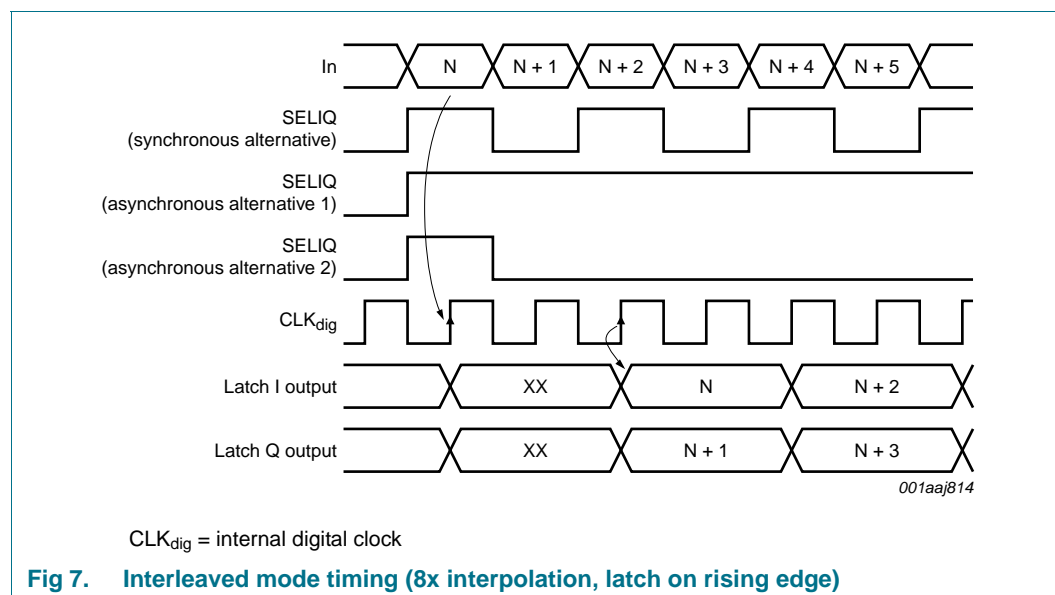 In N N + 1 N + 2 N + 3 N + 4 N + 5
SELIQ
(synchronous alternative)
SELIQ
(asynchronous alternative 1)
SELIQ
(asynchronous alternative 2)
CLKdig
Latch I output XX N N + 2
Latch Q output XX N + 1 N + 3
001aaj814
CLKdig = internal digital clock
Fig 7. Interleaved mode timing (8x interpolation, latch on rising edge)